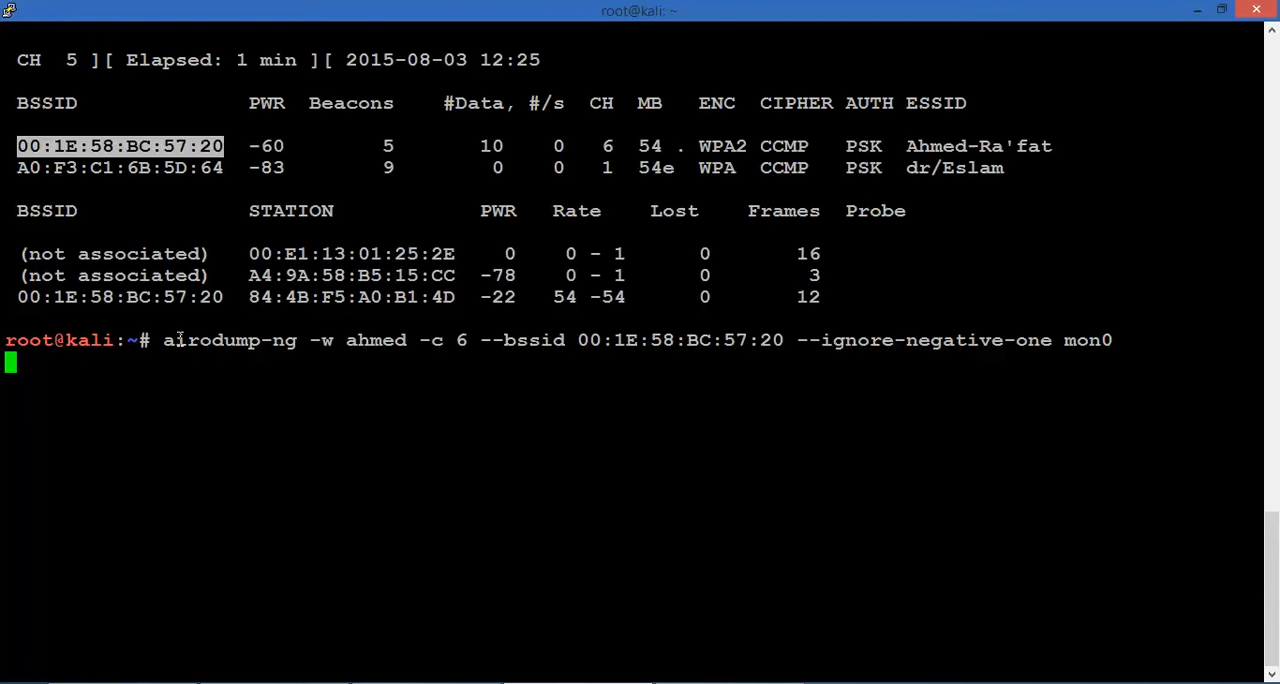 root@kali: ~
CH 5 ][ Elapsed: 1 min ][ 2015-08-03 12:25
BSSID PWR Beacons #Data, #/s CH MB ENC CIPHER AUTH ESSID
00:1E:58:BC:57:20 -60 5 10 0 6 54 . WPA2 CCMP PSK Ahmed-Ra'fat
A0:F3:C1:6B:5D:64 -83 9 0 0 1 54e WPA CCMP PSK dr/Eslam
BSSID STATION PWR Rate Lost Frames Probe
(not associated) 00:E1:13:01:25:2E 0 0 - 1 0 16
(not associated) A4:9A:58:B5:15:CC -78 0 - 1 0 3
00:1E:58:BC:57:20 84:4B:F5:A0:B1:4D -22 54 -54 0 12
root@kali:~# airodump-ng -w ahmed -c 6 --bssid 00:1E:58:BC:57:20 --ignore-negative-one mon0